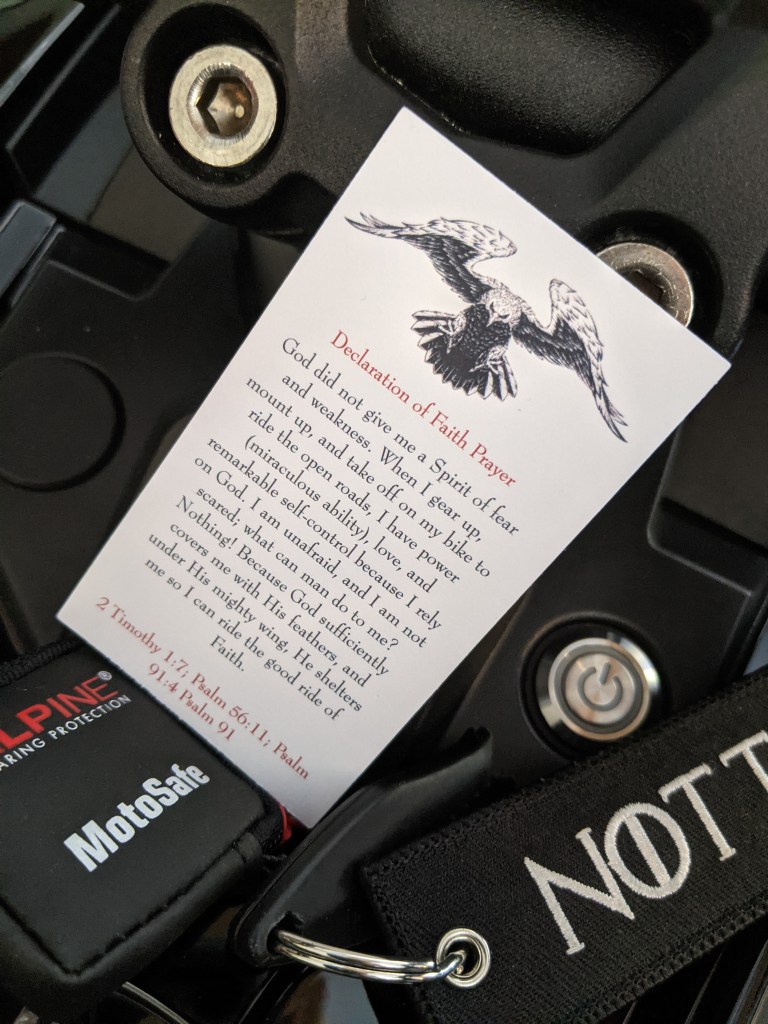 Declaration of Faith Prayer
God did not give me a Spirit of fear
and weakness. When I gear up,
mount up, and take off on my bike to
ride the open roads, I have power
(miraculous ability), love, and
remarkable self-control because I rely
on God. I am unafraid, and I am not
scared; what can man do to me?
Nothing! Because God sufficiently
covers me with His feathers, and
under His mighty wing, He shelters
me so I can ride the good ride of
Faith.
2 Timothy 1:7; Psalm 56:11; Psalm
91:4 Psalm 91
LPINE®
ARING PROTECTION
MotoSafe
NOT T